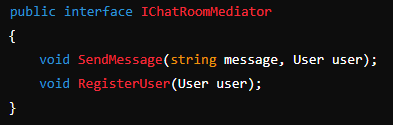 public interface IChatRoomMediator
{
    void SendMessage(string message, User user);
    void RegisterUser(User user);
}